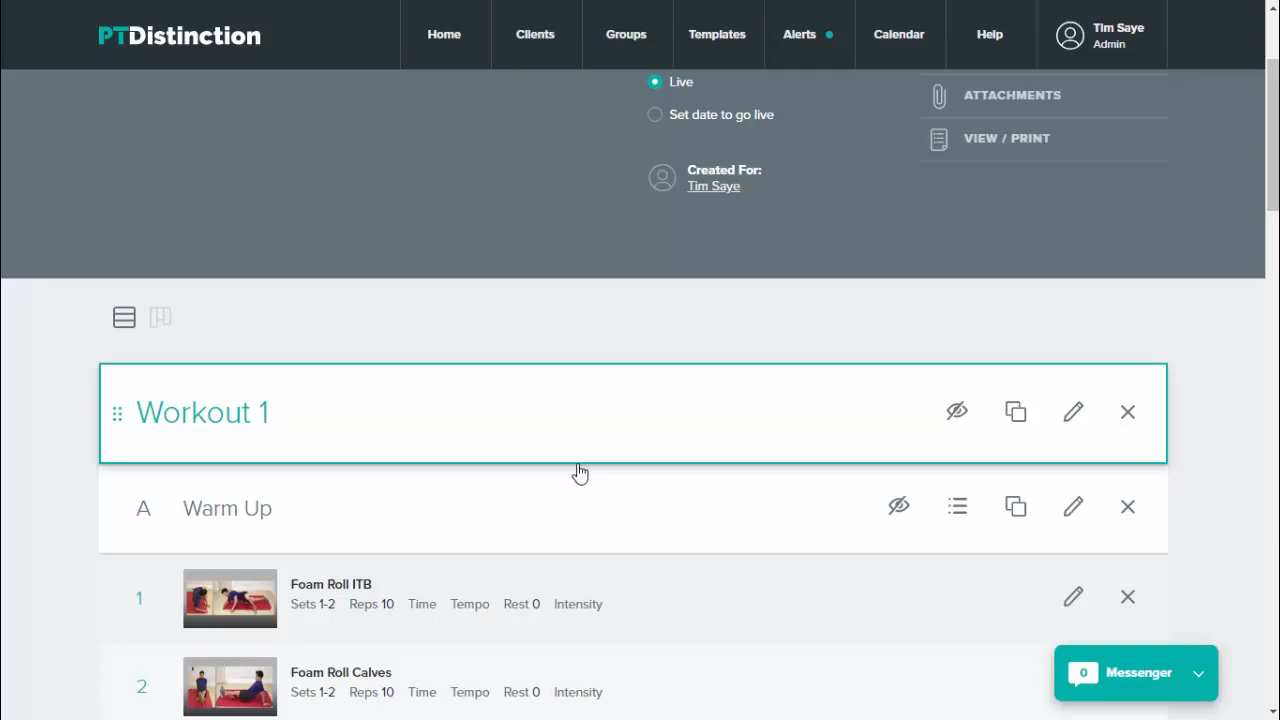 PTDistinction
Home
Clients
Groups
Templates
Alerts
Calendar
Help
Tim Saye
Admin
Live
Set date to go live
Created For:
Tim Saye
ATTACHMENTS
VIEW / PRINT
Workout 1
A Warm Up
1
Foam Roll ITB
Sets 1-2 Reps 10 Time Tempo Rest 0 Intensity
2
Foam Roll Calves
Sets 1-2 Reps 10 Time Tempo Rest 0 Intensity
0 Messenger